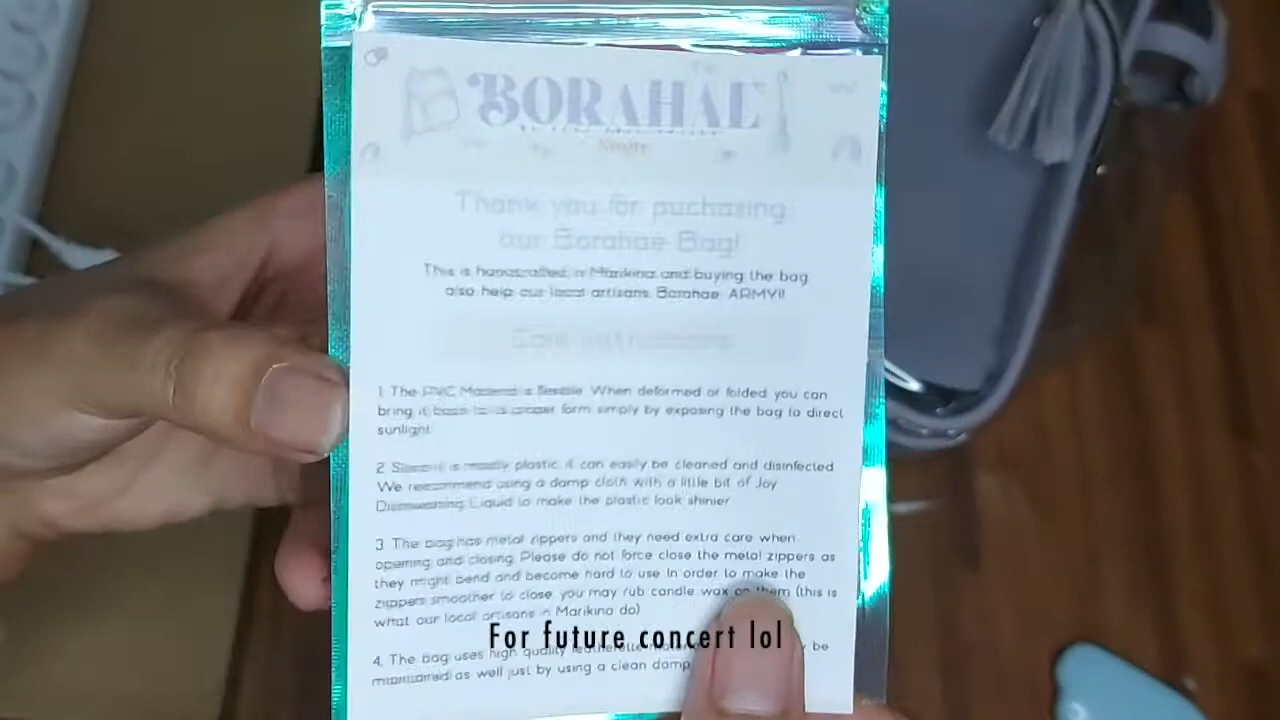 BORAHAE
Thank you for puchasing
our Borahae Bag!
This is handcrafted in Marikina and buying the bag
also help our local artisans. Borahae ARMY!!
Care Instructions
1. The PVC Material is flexible. When deformed or folded, you can
bring it back to its proper form simply by exposing the bag to direct
sunlight.
2. Since it is mostly plastic, it can easily be cleaned and disinfected.
We recommend using a damp cloth with a little bit of Joy
Dishwashing Liquid to make the plastic look shinier.
3. The bag has metal zippers and they need extra care when
opening and closing. Please do not force close the metal zippers as
they might bend and become hard to use. In order to make the
zippers smoother to close, you may rub candle wax on them (this is
what our local artisans in Marikina do)
For future concert lol
4. The bag uses high quality leatherette be
maintained as well just by using a clean damp